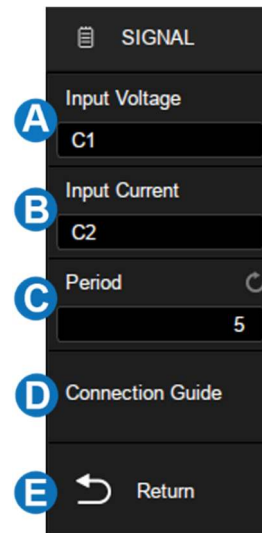 SIGNAL
A
Input Voltage
C1
B
Input Current
C2
C
Period
5
D
Connection Guide
E
Return